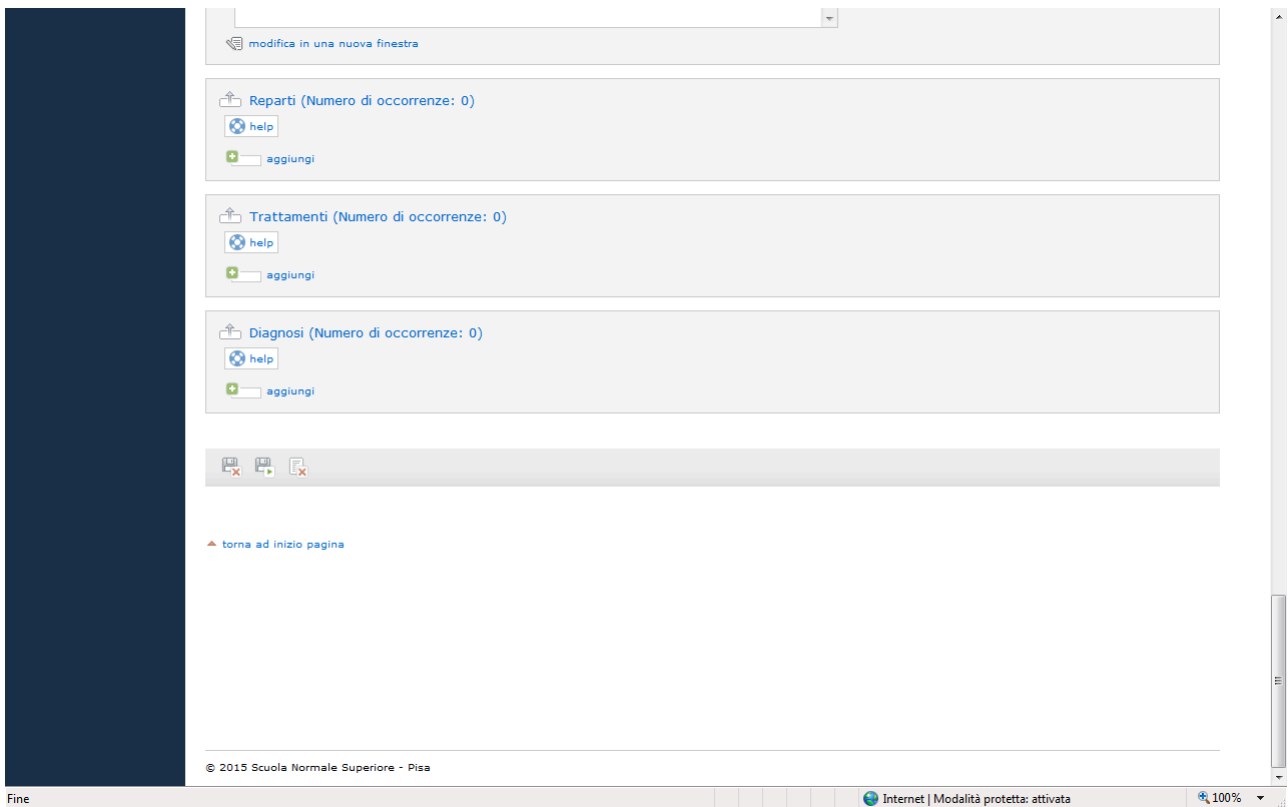 modifica in una nuova finestra
Reparti (Numero di occorrenze: 0)
help
aggiungi
Trattamenti (Numero di occorrenze: 0)
help
aggiungi
Diagnosi (Numero di occorrenze: 0)
help
aggiungi
torna ad inizio pagina
© 2015 Scuola Normale Superiore - Pisa
Fine Internet | Modalità protetta: attivata 100%